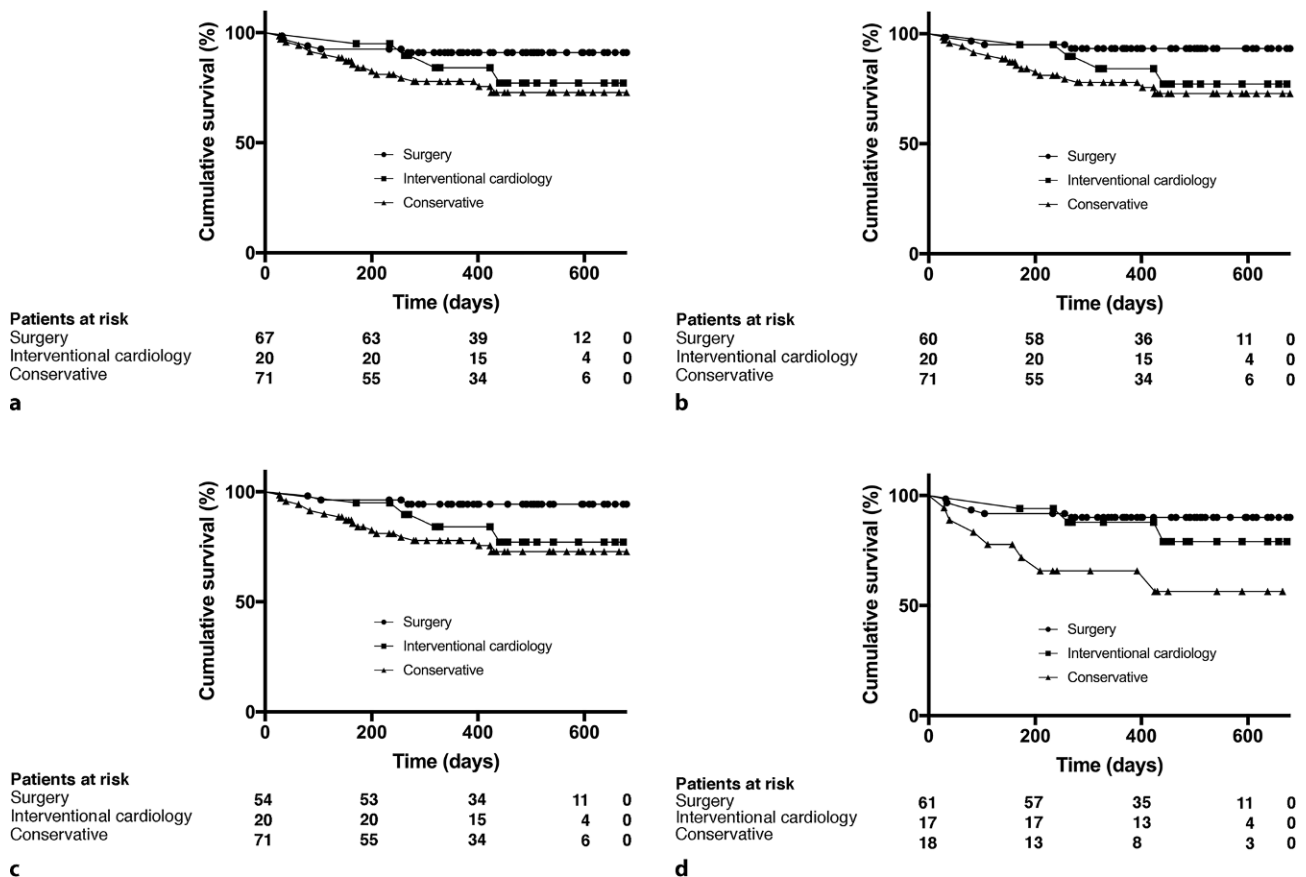 a
Cumulative survival (%)
100
50
0
Surgery
Interventional cardiology
Conservative
0 200 400 600
Time (days)
Patients at risk
Surgery 67 63 39 12 0
Interventional cardiology 20 20 15 4 0
Conservative 71 55 34 6 0
b
Cumulative survival (%)
100
50
0
Surgery
Interventional cardiology
Conservative
0 200 400 600
Time (days)
Patients at risk
Surgery 60 58 36 11 0
Interventional cardiology 20 20 15 4 0
Conservative 71 55 34 6 0
c
Cumulative survival (%)
100
50
0
Surgery
Interventional cardiology
Conservative
0 200 400 600
Time (days)
Patients at risk
Surgery 54 53 34 11 0
Interventional cardiology 20 20 15 4 0
Conservative 71 55 34 6 0
d
Cumulative survival (%)
100
50
0
Surgery
Interventional cardiology
Conservative
0 200 400 600
Time (days)
Patients at risk
Surgery 61 57 35 11 0
Interventional cardiology 17 17 13 4 0
Conservative 18 13 8 3 0